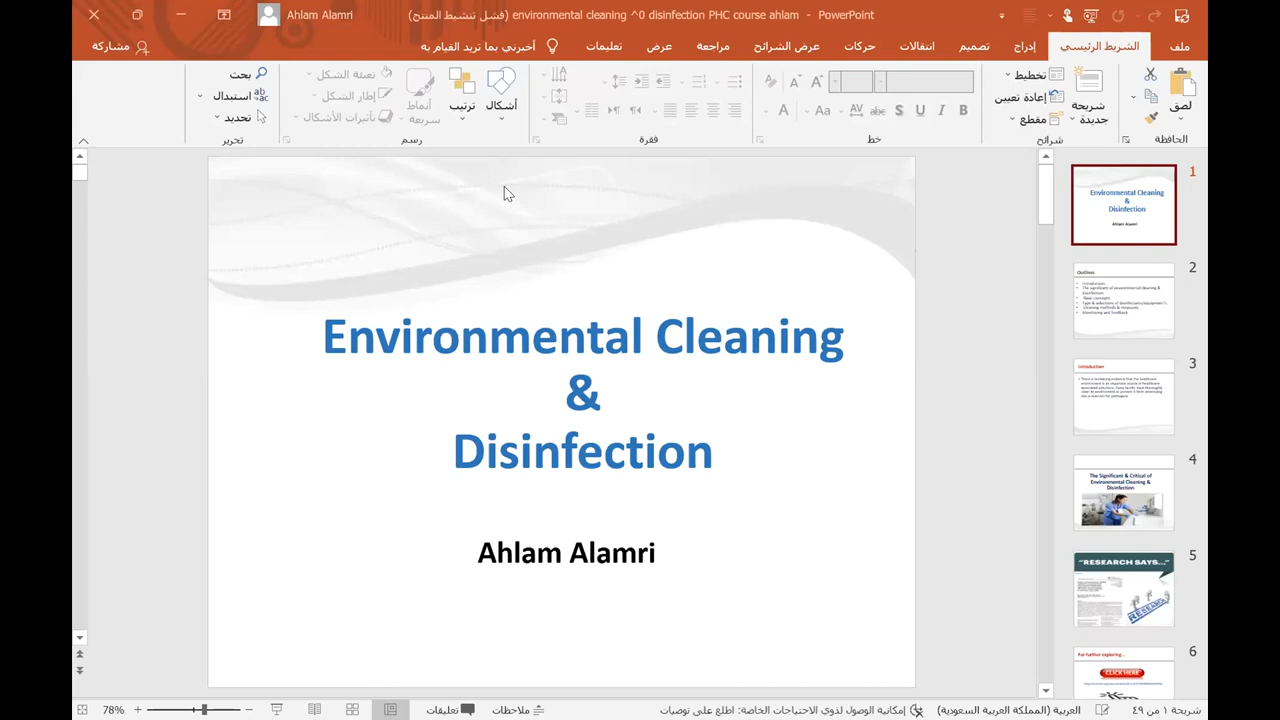 Ahlam Alamri
environmental cleaning ^0 disinfection PHC course ahlam - PowerPoint (فشل تنشيط المنتج)
ملف
الشريط الرئيسي
إدراج
تصميم
انتقالات
حركات
عرض الشرائح
مراجعة
عرض
تعليمات
أخبرني بما تريد القيام به
مشاركة
لصق
الحافظة
شريحة
جديدة
تخطيط
إعادة تعيين
مقطع
شرائح
خط
فقرة
أشكال
ترتيب
أنماط
سريعة
تعبئة الشكل
إطار الشكل
تأثيرات الأشكال
رسم
بحث
استبدال
تحديد
تحرير
Environmental Cleaning
&
Disinfection
Ahlam Alamri
1
Environmental Cleaning
&
Disinfection
Ahlam Alamri
2
Outlines
Introduction.
The significant of environmental cleaning &
disinfection.
Basic concepts.
Type & selections of disinfectants/equipment's.
Cleaning methods & measures.
Monitoring and feedback
3
Introduction
4
The Significant & Critical of
Environmental Cleaning &
Disinfection
5
"RESEARCH SAYS..."
RESEARCH
6
For further exploring...
CLICK HERE
شريحة ١ من ٤٩
العربية (المملكة العربية السعودية)
إمكانية الوصول لذوي الاحتياجات الخاصة: اطلع على توصيات
ملاحظات
تعليقات
78%